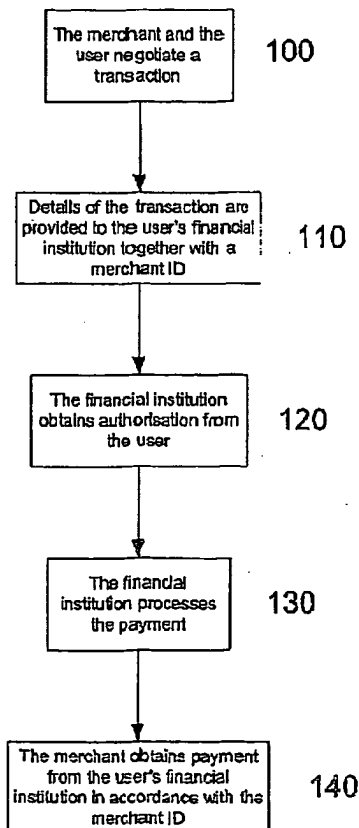 The merchant and the
user negotiate a
transaction
100
Details of the transaction are
provided to the user's financial
institution together with a
merchant ID
110
The financial institution
obtains authorisation from
the user
120
The financial
institution processes
the payment
130
The merchant obtains payment
from the user's financial
institution in accordance with the
merchant ID
140